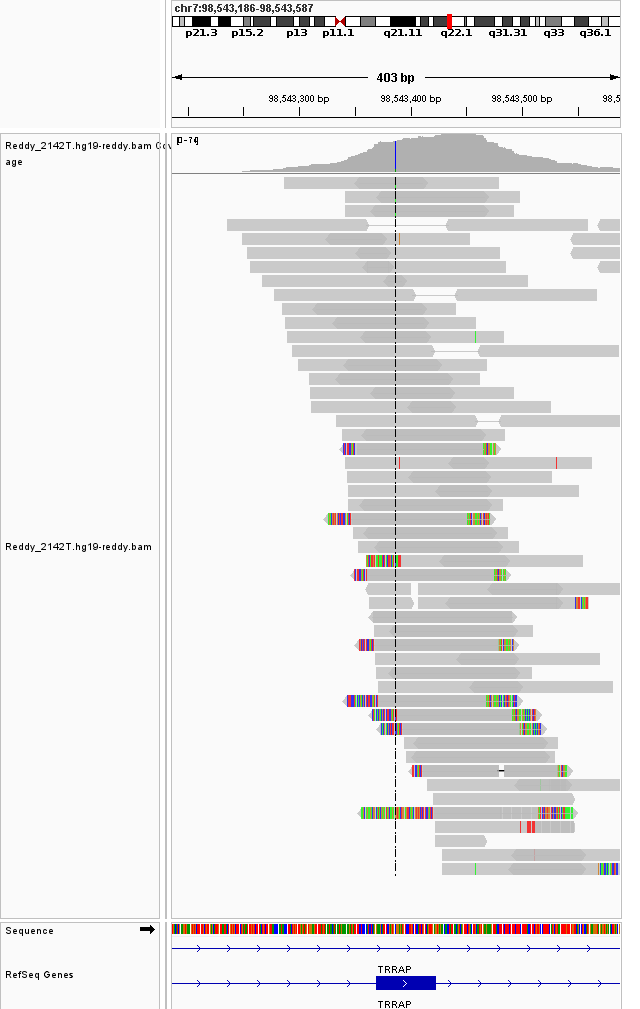 chr7:98,543,186-98,543,587
p21.3 p15.2 p13 p11.1 q21.11 q22.1 q31.31 q33 q36.1
403 bp
98,543,300 bp 98,543,400 bp 98,543,500 bp 98,5
Reddy_2142T.hg19-reddy.bam Cov
age
[0-74]
Reddy_2142T.hg19-reddy.bam
Sequence
TRRAP
RefSeq Genes
TRRAP